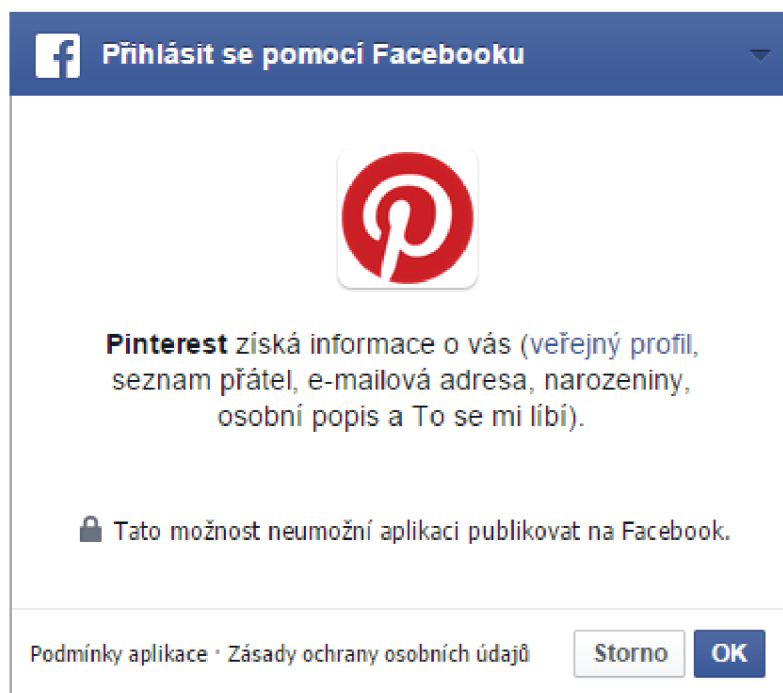 Přihlásit se pomocí Facebooku
Pinterest získá informace o vás (veřejný profil,
seznam přátel, e-mailová adresa, narozeniny,
osobní popis a To se mi líbí).
Tato možnost neumožní aplikaci publikovat na Facebook.
Podmínky aplikace · Zásady ochrany osobních údajů Storno OK